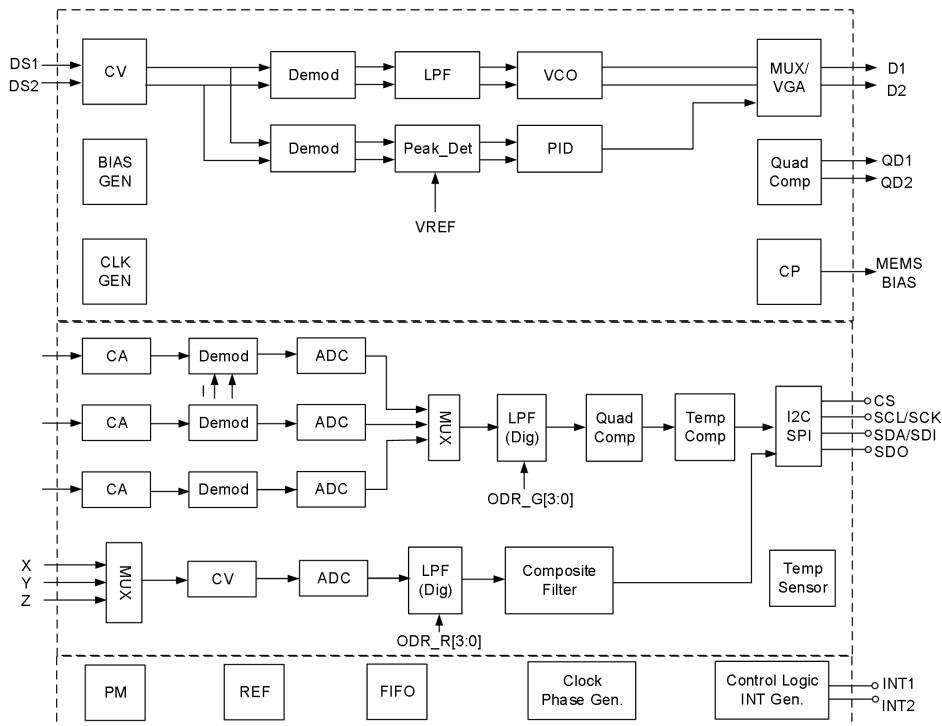 DS1
DS2
CV
Demod
LPF
VCO
MUX/
VGA
D1
D2
BIAS
GEN
Demod
Peak_Det
PID
VREF
Quad
Comp
QD1
QD2
CLK
GEN
CP
MEMS
BIAS
CA
Demod
ADC
I
CA
Demod
ADC
CA
Demod
ADC
MUX
LPF
(Dig)
ODR_G[3:0]
Quad
Comp
Temp
Comp
I2C
SPI
CS
SCL/SCK
SDA/SDI
SDO
X
Y
Z
MUX
CV
ADC
LPF
(Dig)
ODR_R[3:0]
Composite
Filter
Temp
Sensor
PM
REF
FIFO
Clock
Phase Gen.
Control Logic
INT Gen.
INT1
INT2